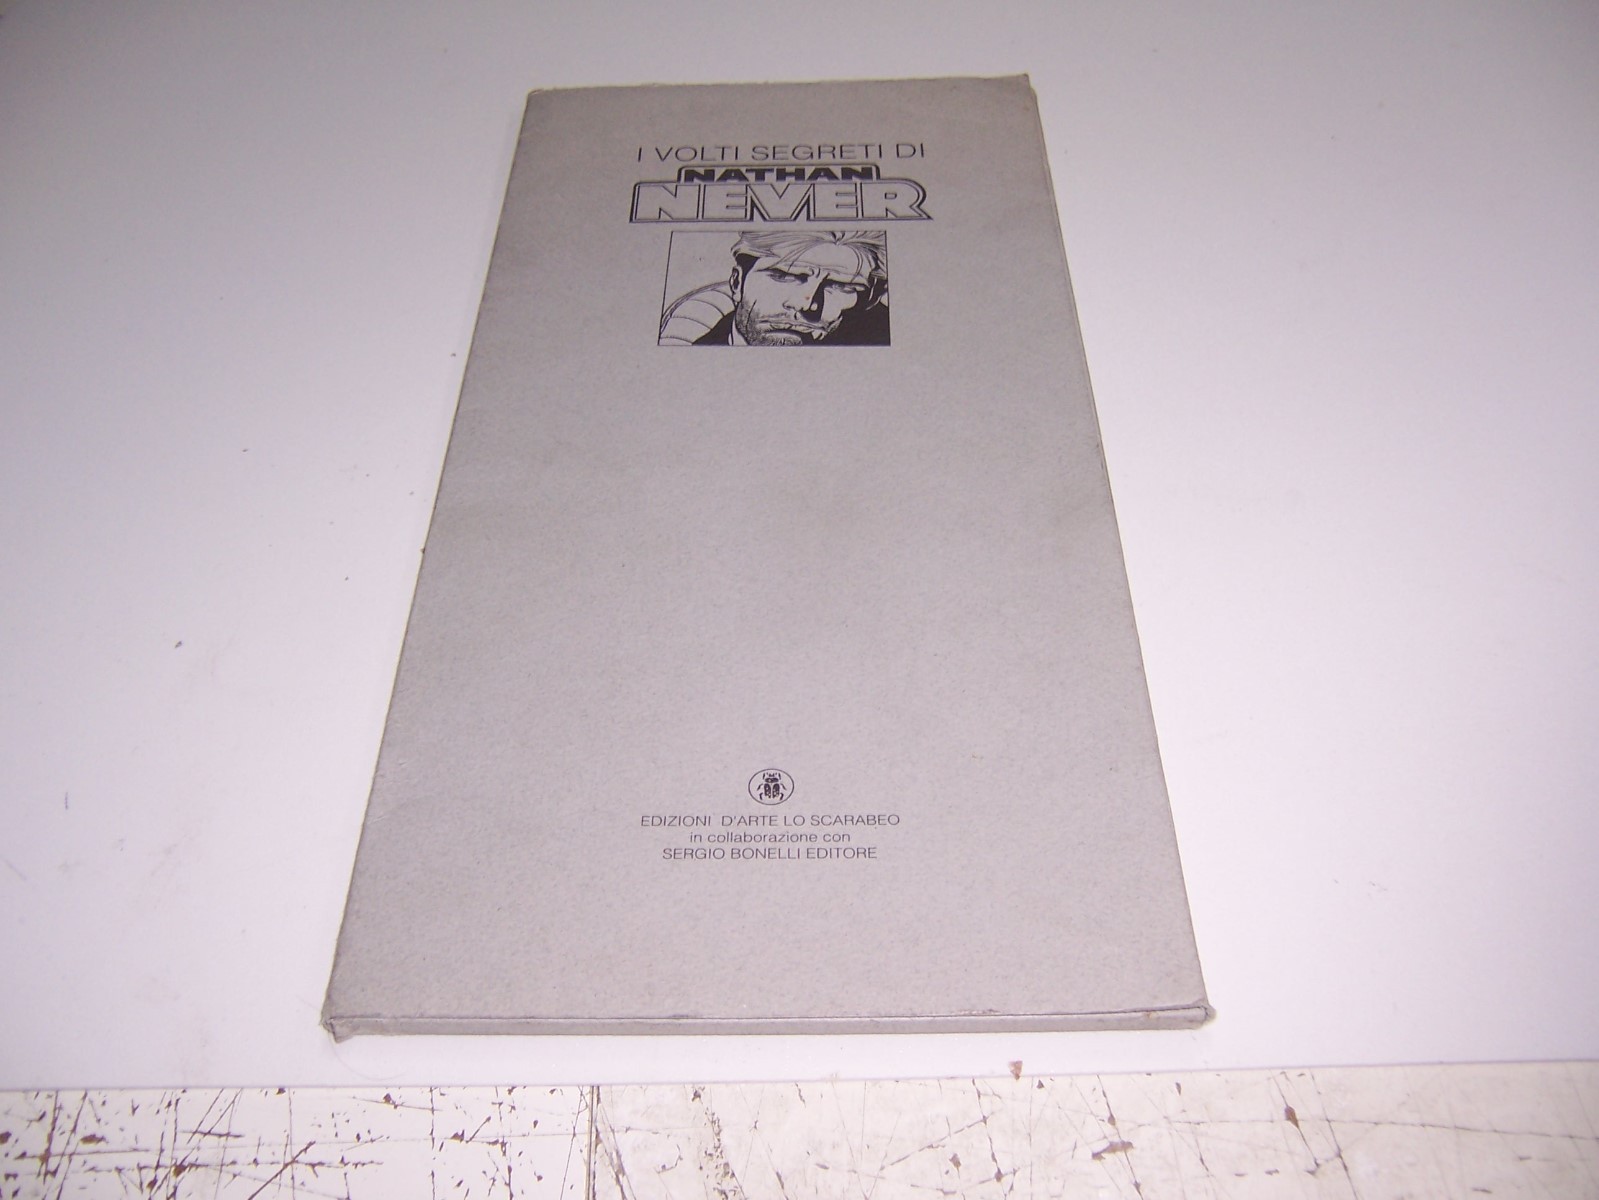 I VOLTI SEGRETI DI
NATHAN
NEVER
EDIZIONI D'ARTE LO SCARABEO
in collaborazione con
SERGIO BONELLI EDITORE